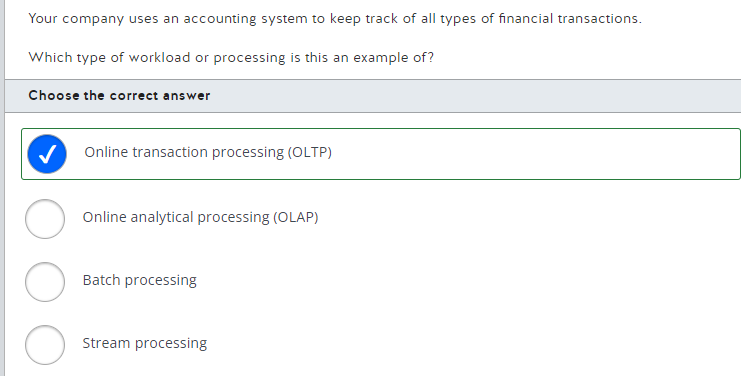 Your company uses an accounting system to keep track of all types of financial transactions.
Which type of workload or processing is this an example of?
Choose the correct answer
Online transaction processing (OLTP)
Online analytical processing (OLAP)
Batch processing
Stream processing